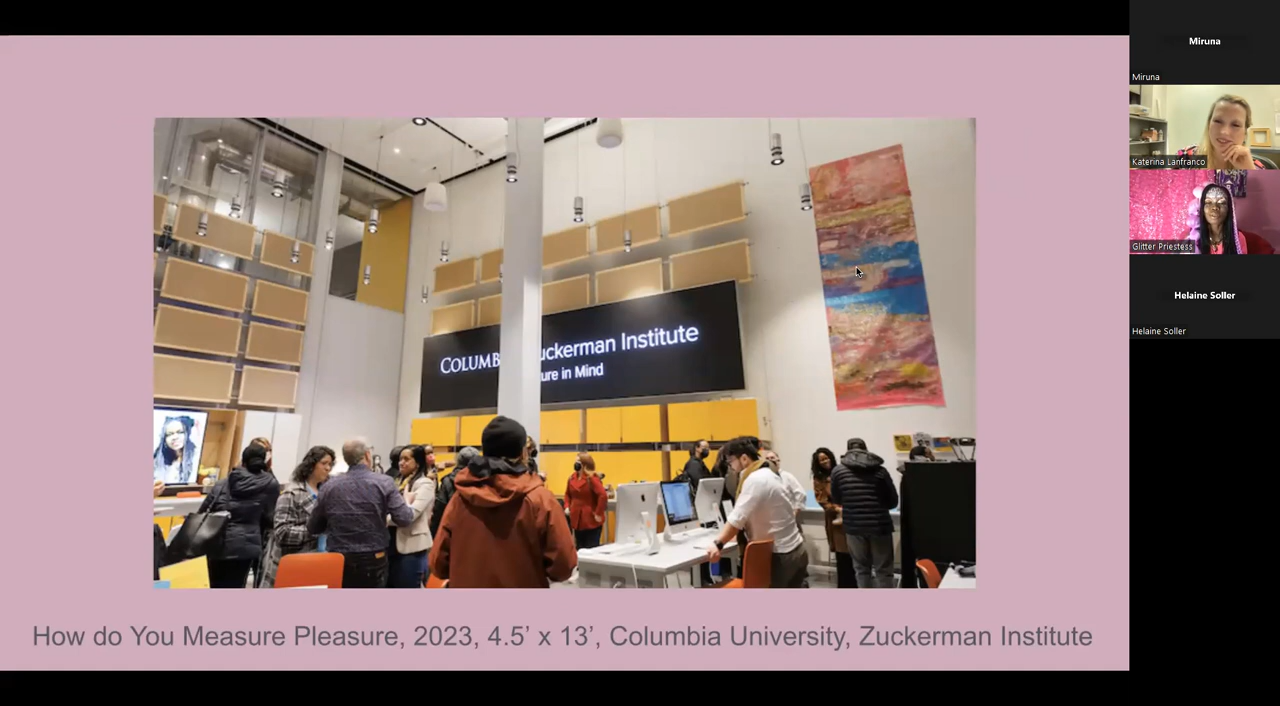 COLUMB
uckerman Institute
ure in Mind
How do You Measure Pleasure, 2023, 4.5’ x 13’, Columbia University, Zuckerman Institute
Miruna
Miruna
Katerina Lanfranco
Glitter Priestess
Helaine Soller
Helaine Soller